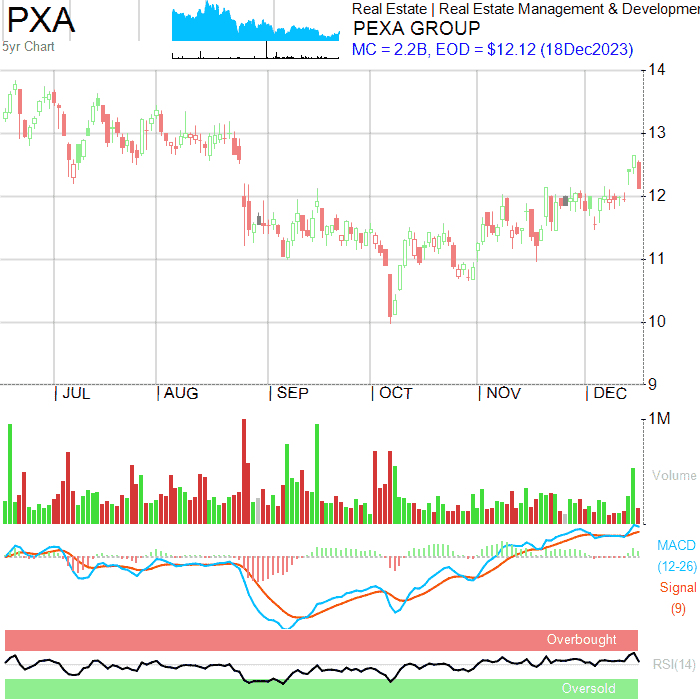 PXA
5yr Chart
Real Estate | Real Estate Management & Developmen
PEXA GROUP
MC = 2.2B, EOD = $12.12 (18Dec2023)
14
13
12
11
10
9
| JUL | AUG | SEP | OCT | NOV | DEC
1M
Volume
MACD
(12-26)
Signal
(9)
Overbought
RSI(14)
Oversold